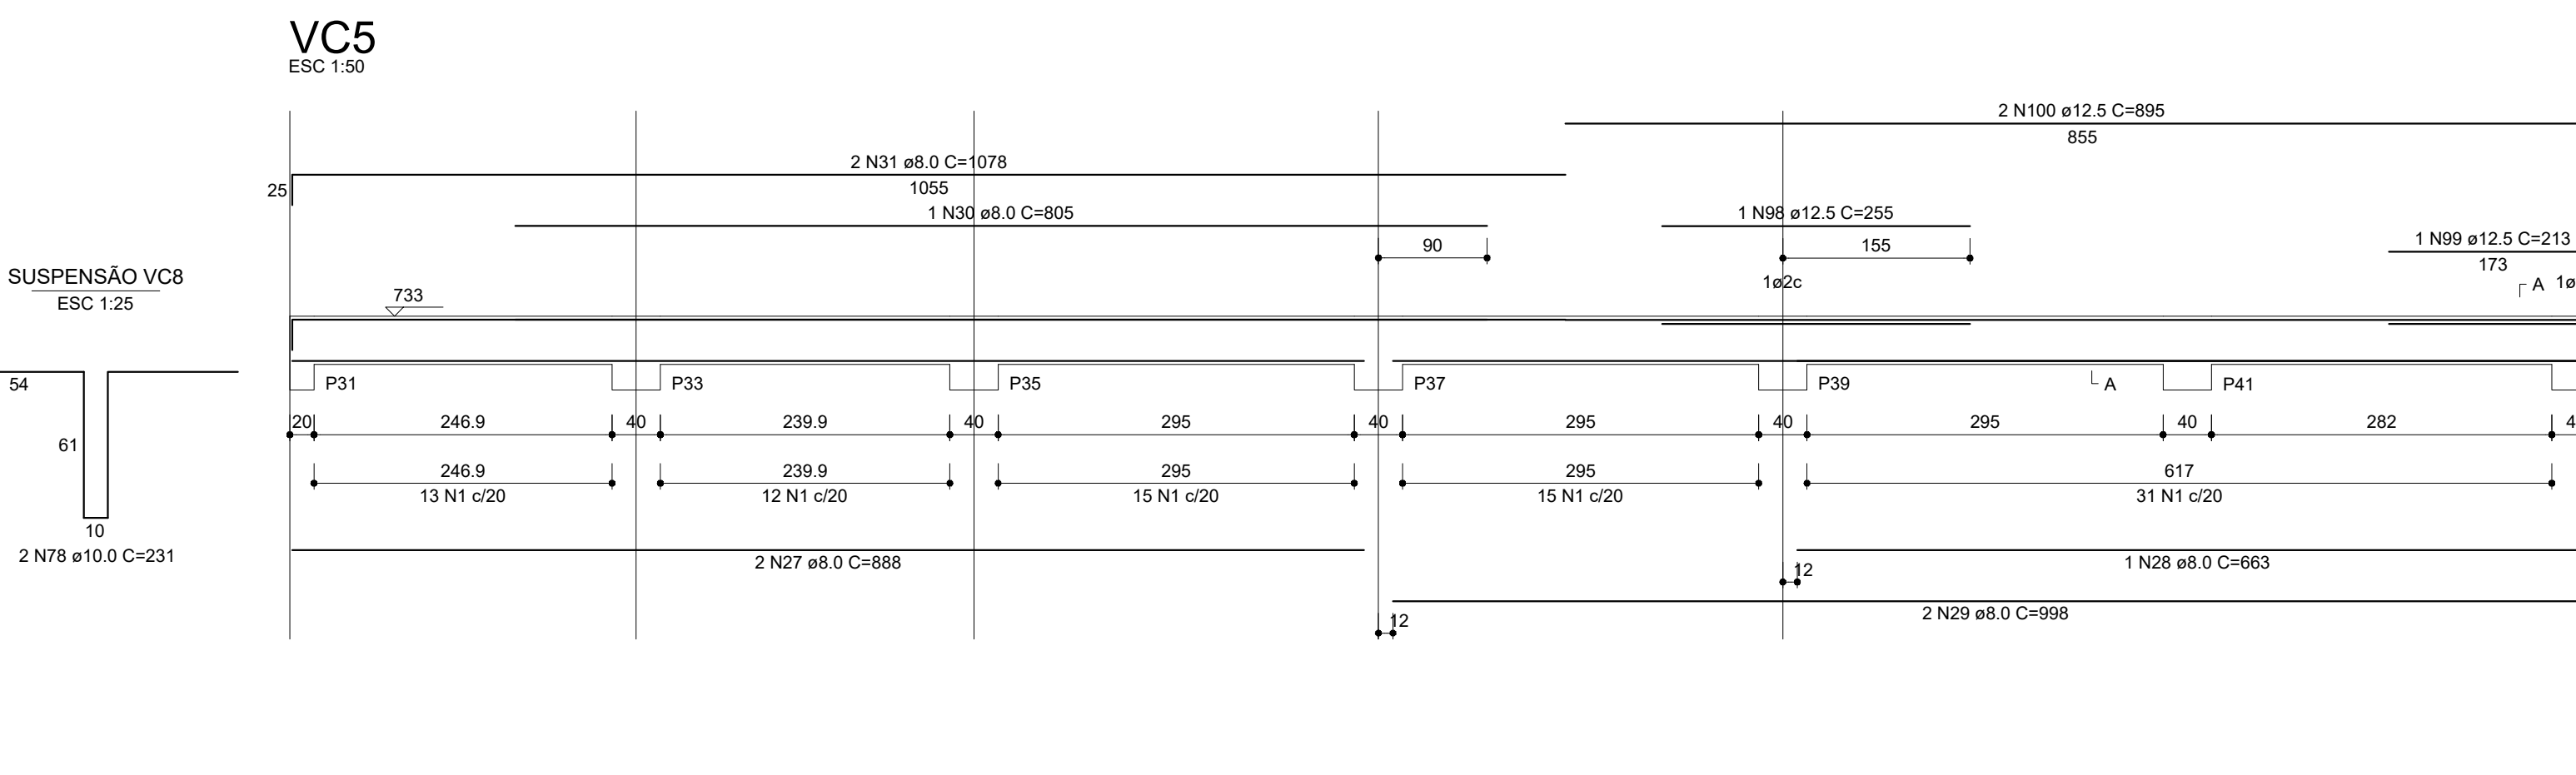 VC5
ESC 1:50
2 N100 ø12.5 C=895
855
2 N31 ø8.0 C=1078
1055
25
1 N30 ø8.0 C=805
1 N98 ø12.5 C=255
90
155
1 N99 ø12.5 C=213
173
1ø2c
A
1ø
SUSPENSÃO VC8
ESC 1:25
733
54
61
10
2 N78 ø10.0 C=231
P31
P33
P35
P37
P39
A
P41
20
246.9
40
239.9
40
295
40
295
40
295
40
282
4
246.9
239.9
295
295
617
13 N1 c/20
12 N1 c/20
15 N1 c/20
15 N1 c/20
31 N1 c/20
2 N27 ø8.0 C=888
1 N28 ø8.0 C=663
12
2 N29 ø8.0 C=998
12